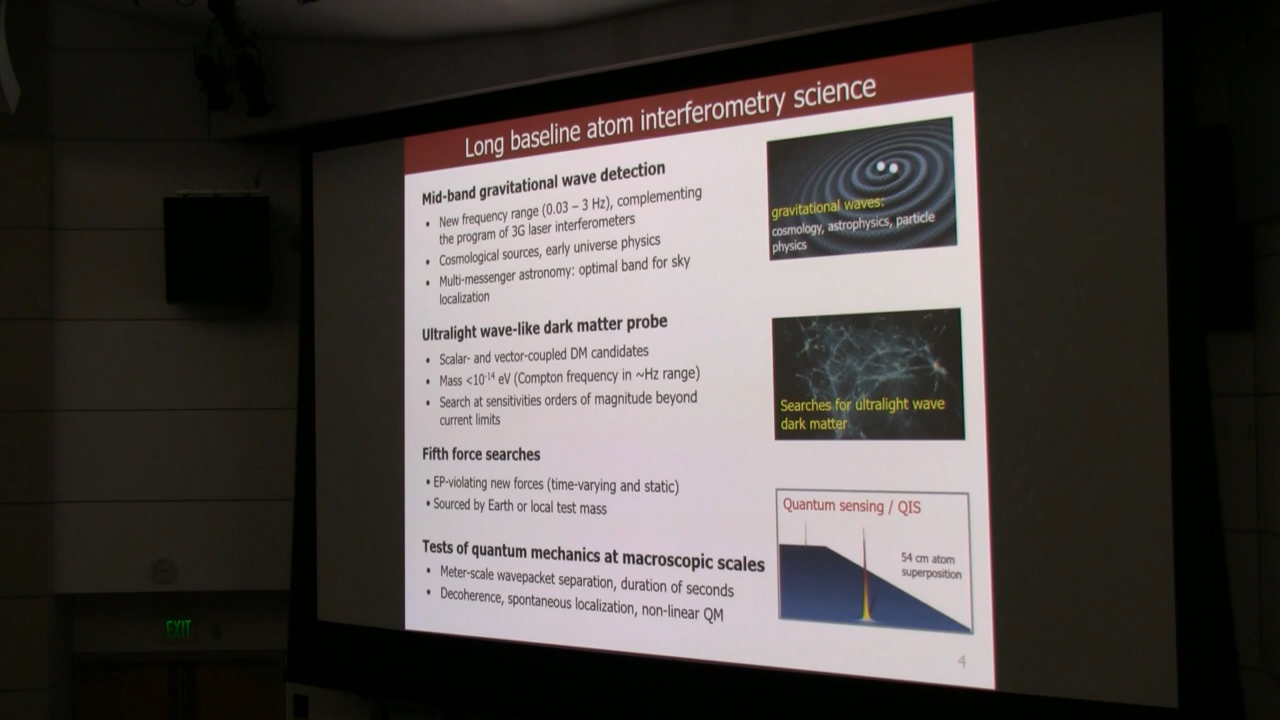 Long baseline atom interferometry science
Mid-band gravitational wave detection
• New frequency range (0.03 – 3 Hz), complementing
the program of 3G laser interferometers
• Cosmological sources, early universe physics
• Multi-messenger astronomy: optimal band for sky
localization
gravitational waves:
cosmology, astrophysics, particle
physics
Ultralight wave-like dark matter probe
• Scalar- and vector-coupled DM candidates
• Mass <10⁻¹⁴ eV (Compton frequency in ~Hz range)
• Search at sensitivities orders of magnitude beyond
current limits
Searches for ultralight wave
dark matter
Fifth force searches
• EP-violating new forces (time-varying and static)
• Sourced by Earth or local test mass
Tests of quantum mechanics at macroscopic scales
• Meter-scale wavepacket separation, duration of seconds
• Decoherence, spontaneous localization, non-linear QM
Quantum sensing / QIS
54 cm atom
superposition
4
EXIT